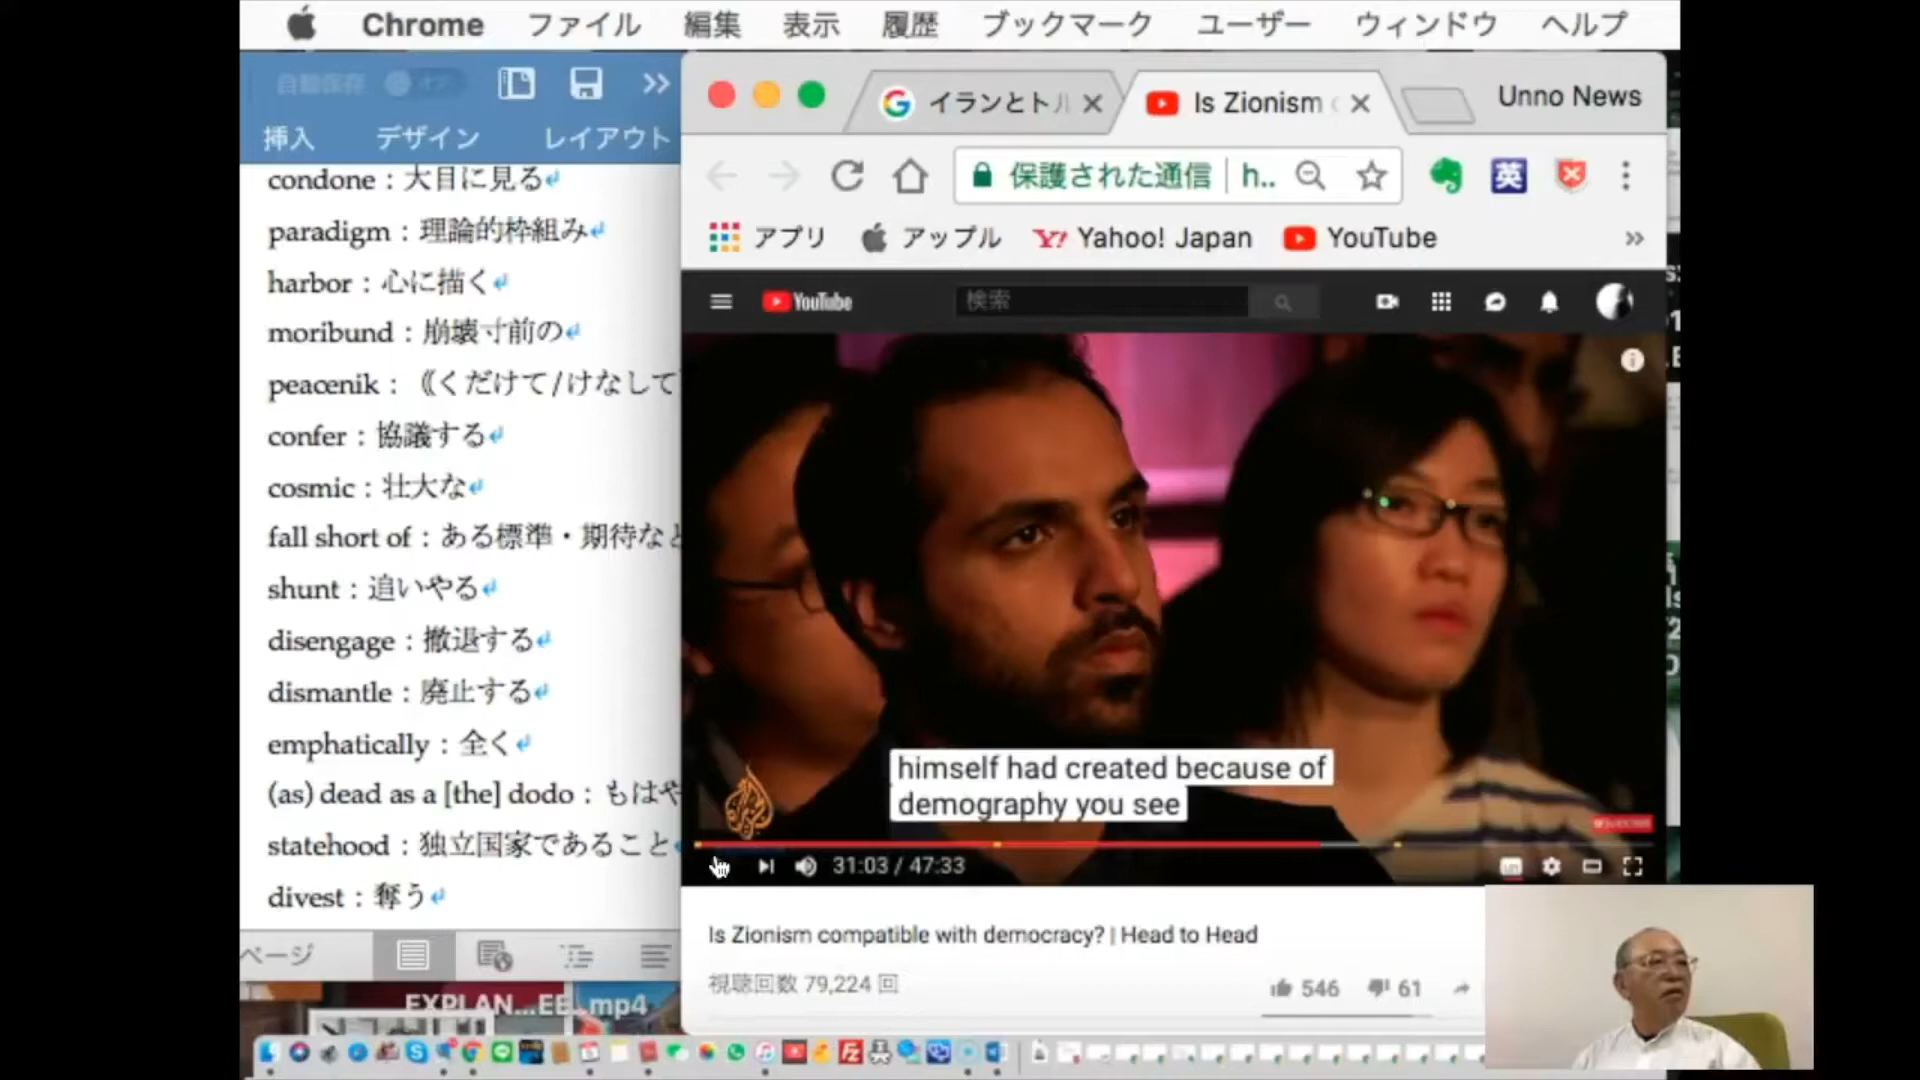 Chrome ファイル 編集 表示 履歴 ブックマーク ユーザー ウィンドウ ヘルプ
自動保存 オフ
挿入 デザイン レイアウト
condone：大目に見る
paradigm：理論的枠組み
harbor：心に描く
moribund：崩壊寸前の
peacenik：《くだけて/けなして
confer：協議する
cosmic：壮大な
fall short of：ある標準・期待など
shunt：追いやる
disengage：撤退する
dismantle：廃止する
emphatically：全く
(as) dead as a [the] dodo：もはや
statehood：独立国家であること
divest：奪う
ページ
EXPLAN...EE .mp4
イランとトル
Is Zionism
Unno News
保護された通信 h..
英
アプリ アップル Yahoo! Japan YouTube
YouTube 検索
himself had created because of
demography you see
31:03 / 47:33
Is Zionism compatible with democracy? | Head to Head
視聴回数 79,224 回
546 61